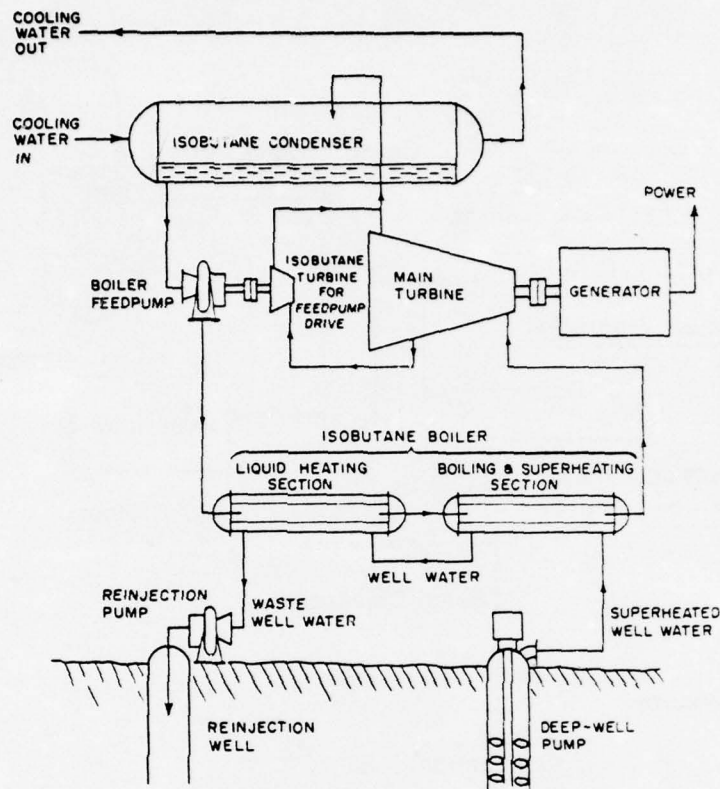 COOLING
WATER
OUT
COOLING
WATER
IN
ISOBUTANE CONDENSER
POWER
BOILER
FEEDPUMP
ISOBUTANE
TURBINE
FOR
FEEDPUMP
DRIVE
MAIN
TURBINE
GENERATOR
ISOBUTANE BOILER
LIQUID HEATING
SECTION
BOILING & SUPERHEATING
SECTION
WELL WATER
REINJECTION
PUMP
WASTE
WELL WATER
SUPERHEATED
WELL WATER
REINJECTION
WELL
DEEP-WELL
PUMP